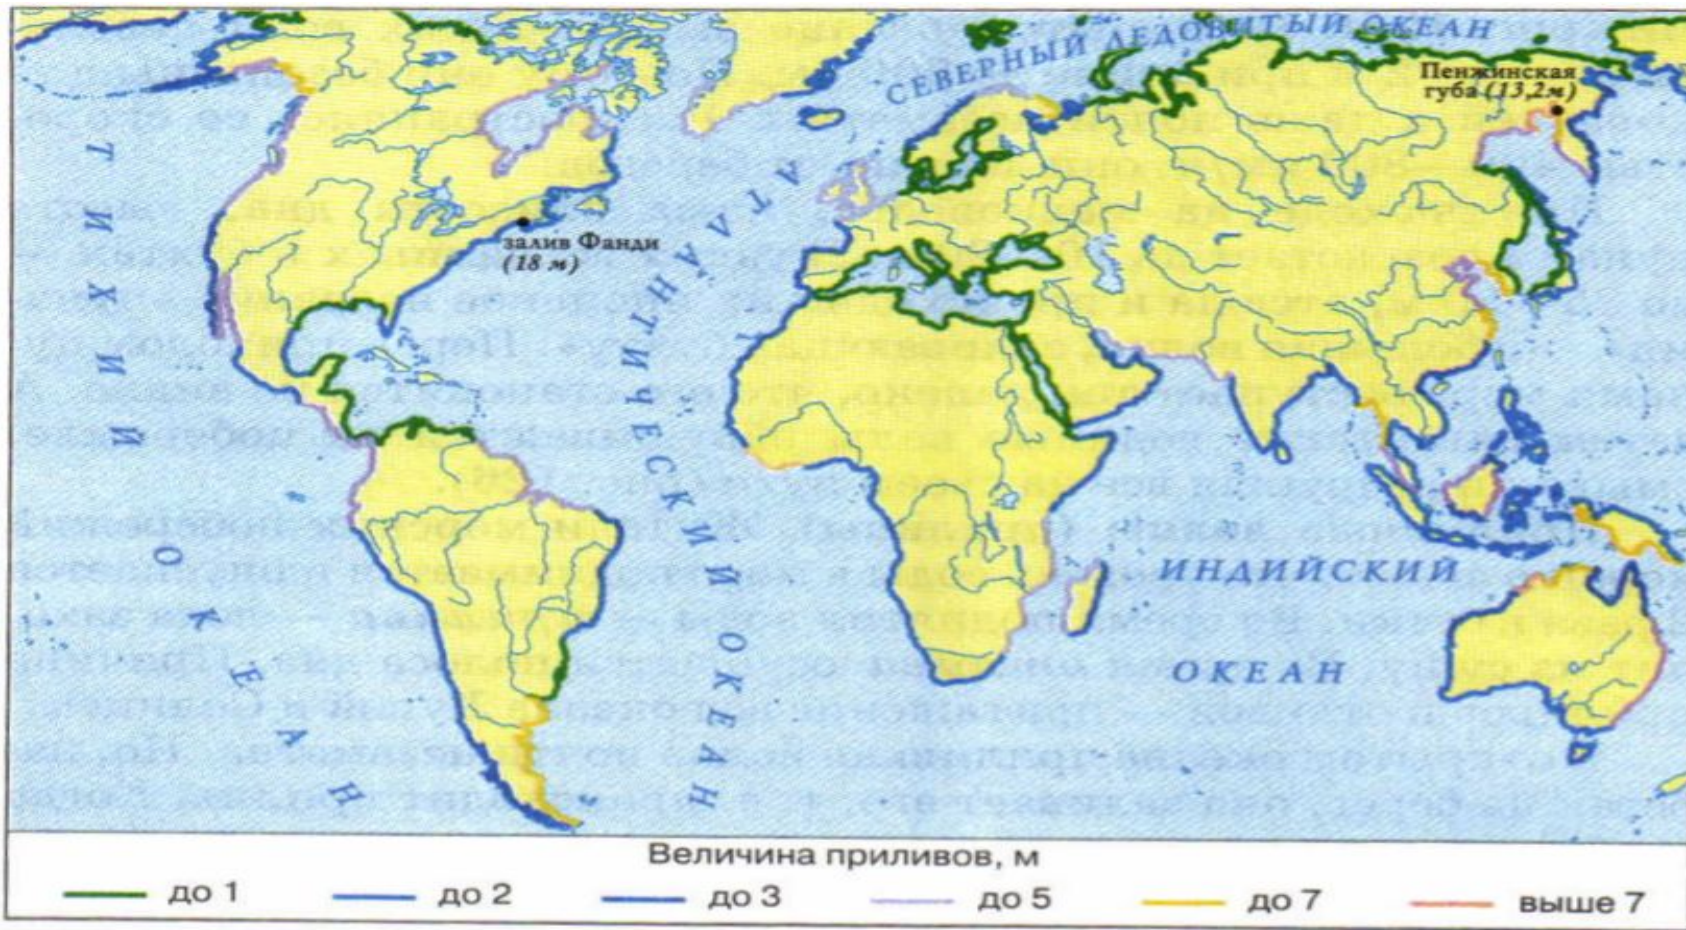 СЕВЕРНЫЙ ЛЕДОВИТЫЙ ОКЕАН
Пенжинская
губа (13,2м)
ТИХИЙ ОКЕАН
АТЛАНТИЧЕСКИЙ ОКЕАН
залив Фанди
(18 м)
ИНДИЙСКИЙ
ОКЕАН
Величина приливов, м
до 1
до 2
до 3
до 5
до 7
выше 7